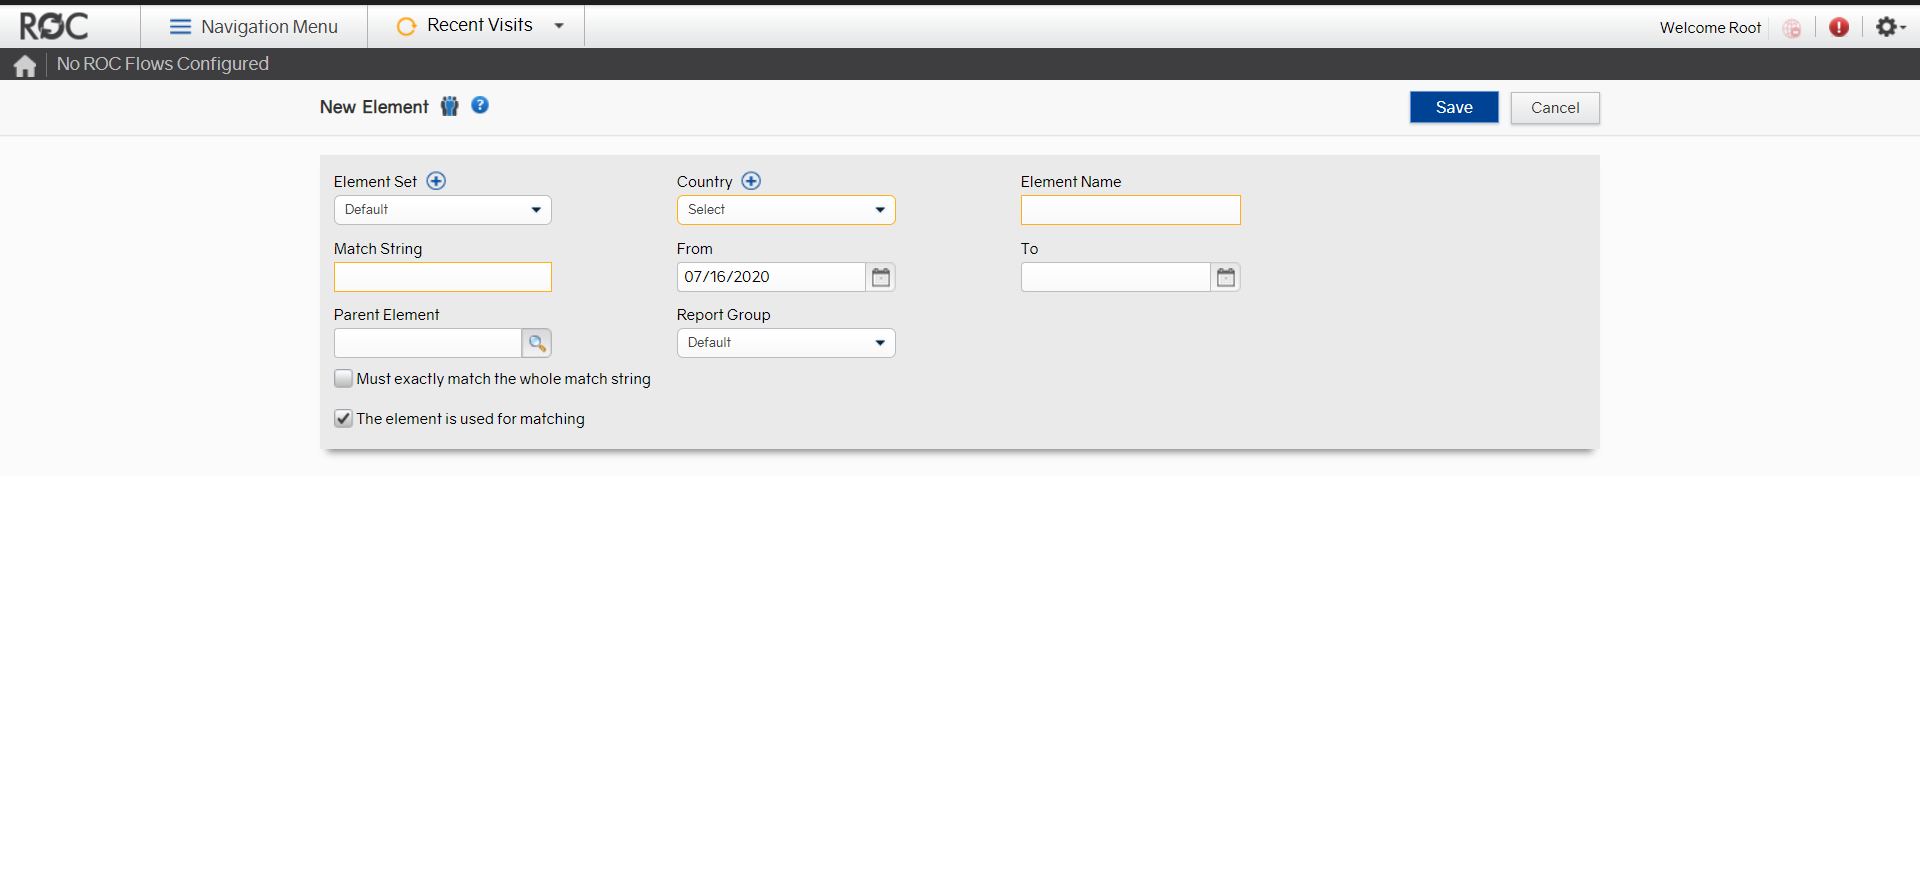 ROC
Navigation Menu
Recent Visits
Welcome Root
No ROC Flows Configured
New Element
Save
Cancel
Element Set
Country
Element Name
Default
Select
Match String
From
To
07/16/2020
Parent Element
Report Group
Default
Must exactly match the whole match string
The element is used for matching